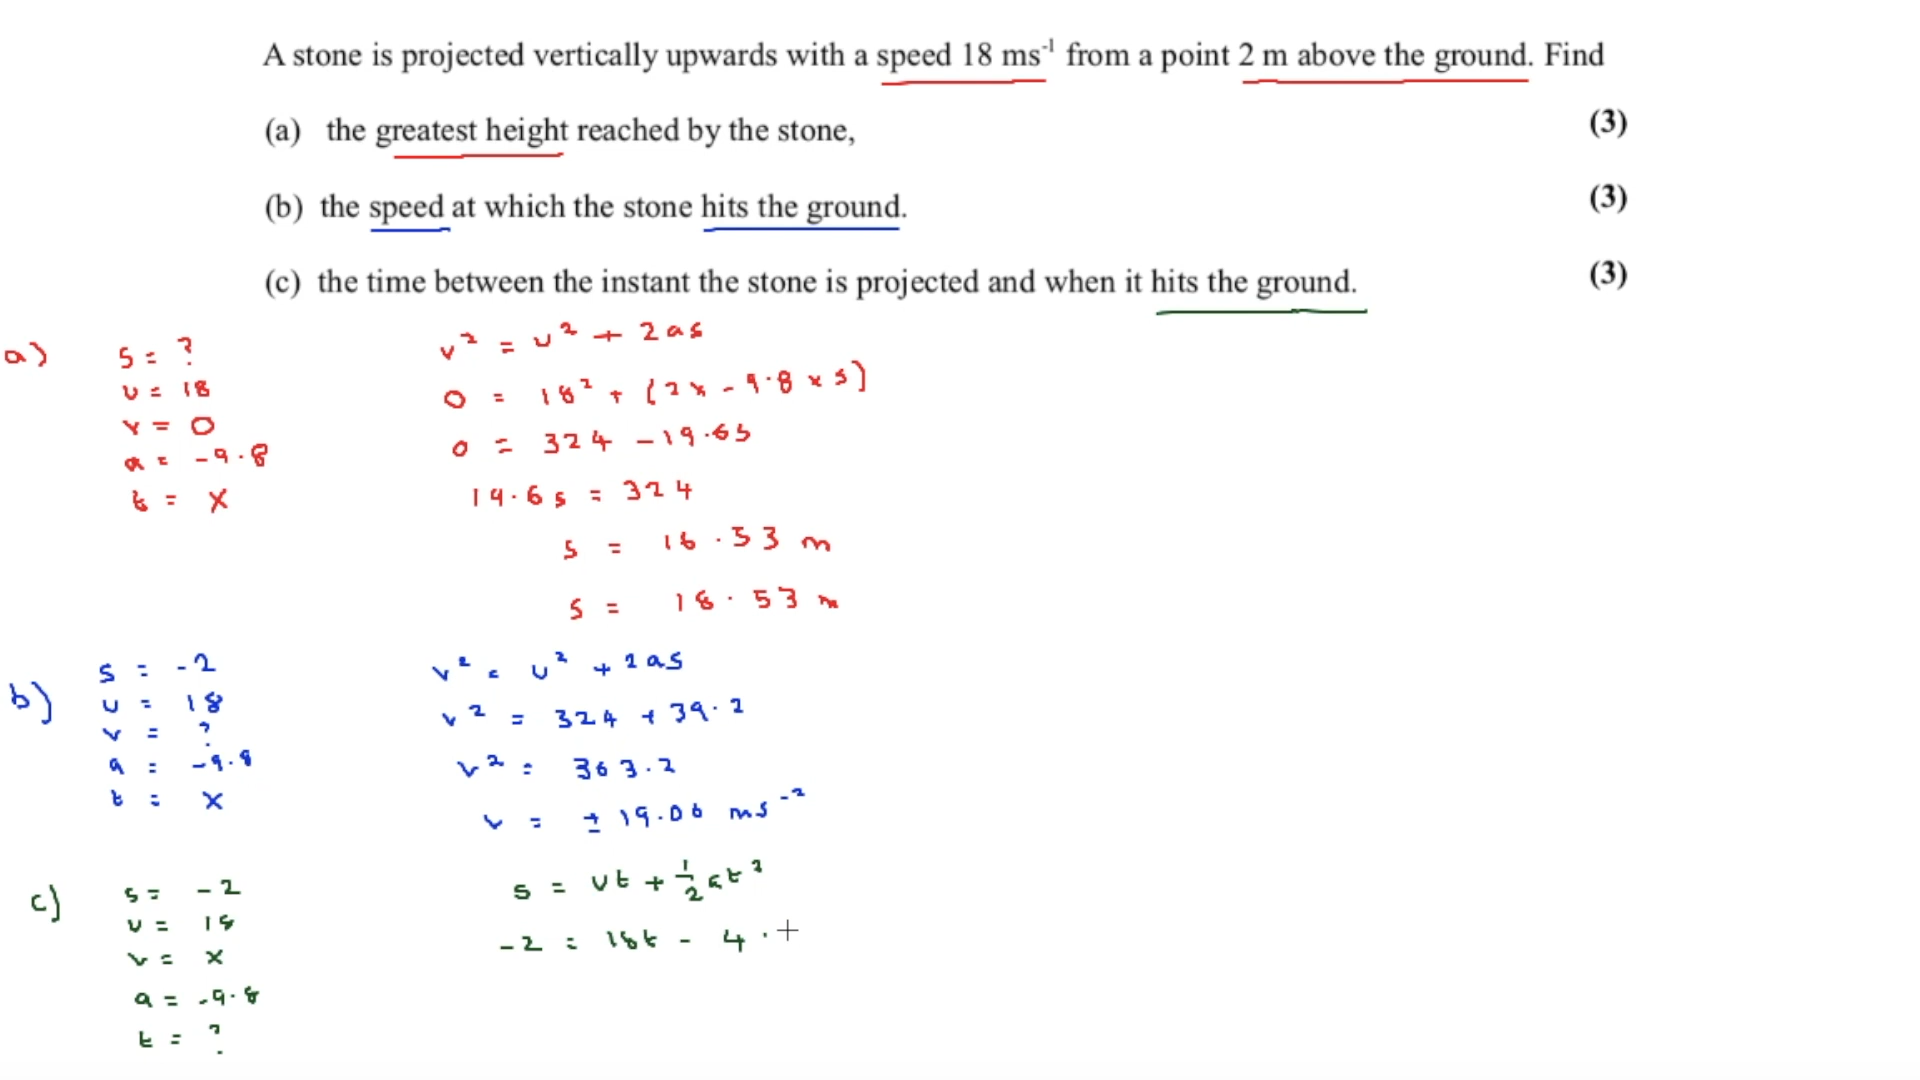 A stone is projected vertically upwards with a speed 18 ms⁻¹ from a point 2 m above the ground. Find
(a) the greatest height reached by the stone, (3)
(b) the speed at which the stone hits the ground. (3)
(c) the time between the instant the stone is projected and when it hits the ground. (3)
a)
s = ?
u = 18
v = 0
a = -9.8
t = x
v² = u² + 2as
0 = 18² + (2x -9.8 x s)
0 = 324 - 19.6s
19.6s = 324
s = 16.53 m
s = 18.53 m
b)
s = -2
u = 18
v = ?
a = -9.8
t = x
v² = u² + 2as
v² = 324 + 39.2
v² = 363.2
v = ± 19.06 ms⁻²
c)
s = -2
u = 18
v = x
a = -9.8
t = ?
s = ut + ½at²
-2 = 18t - 4.